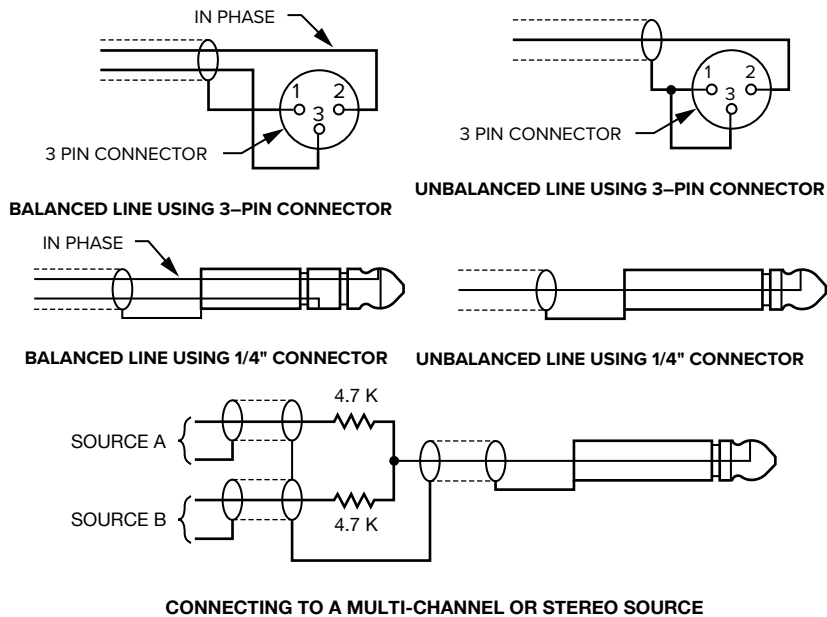 IN PHASE
1 2
3
3 PIN CONNECTOR
BALANCED LINE USING 3–PIN CONNECTOR
1 2
3
3 PIN CONNECTOR
UNBALANCED LINE USING 3–PIN CONNECTOR
IN PHASE
BALANCED LINE USING 1/4" CONNECTOR
UNBALANCED LINE USING 1/4" CONNECTOR
4.7 K
SOURCE A
SOURCE B
4.7 K
CONNECTING TO A MULTI-CHANNEL OR STEREO SOURCE